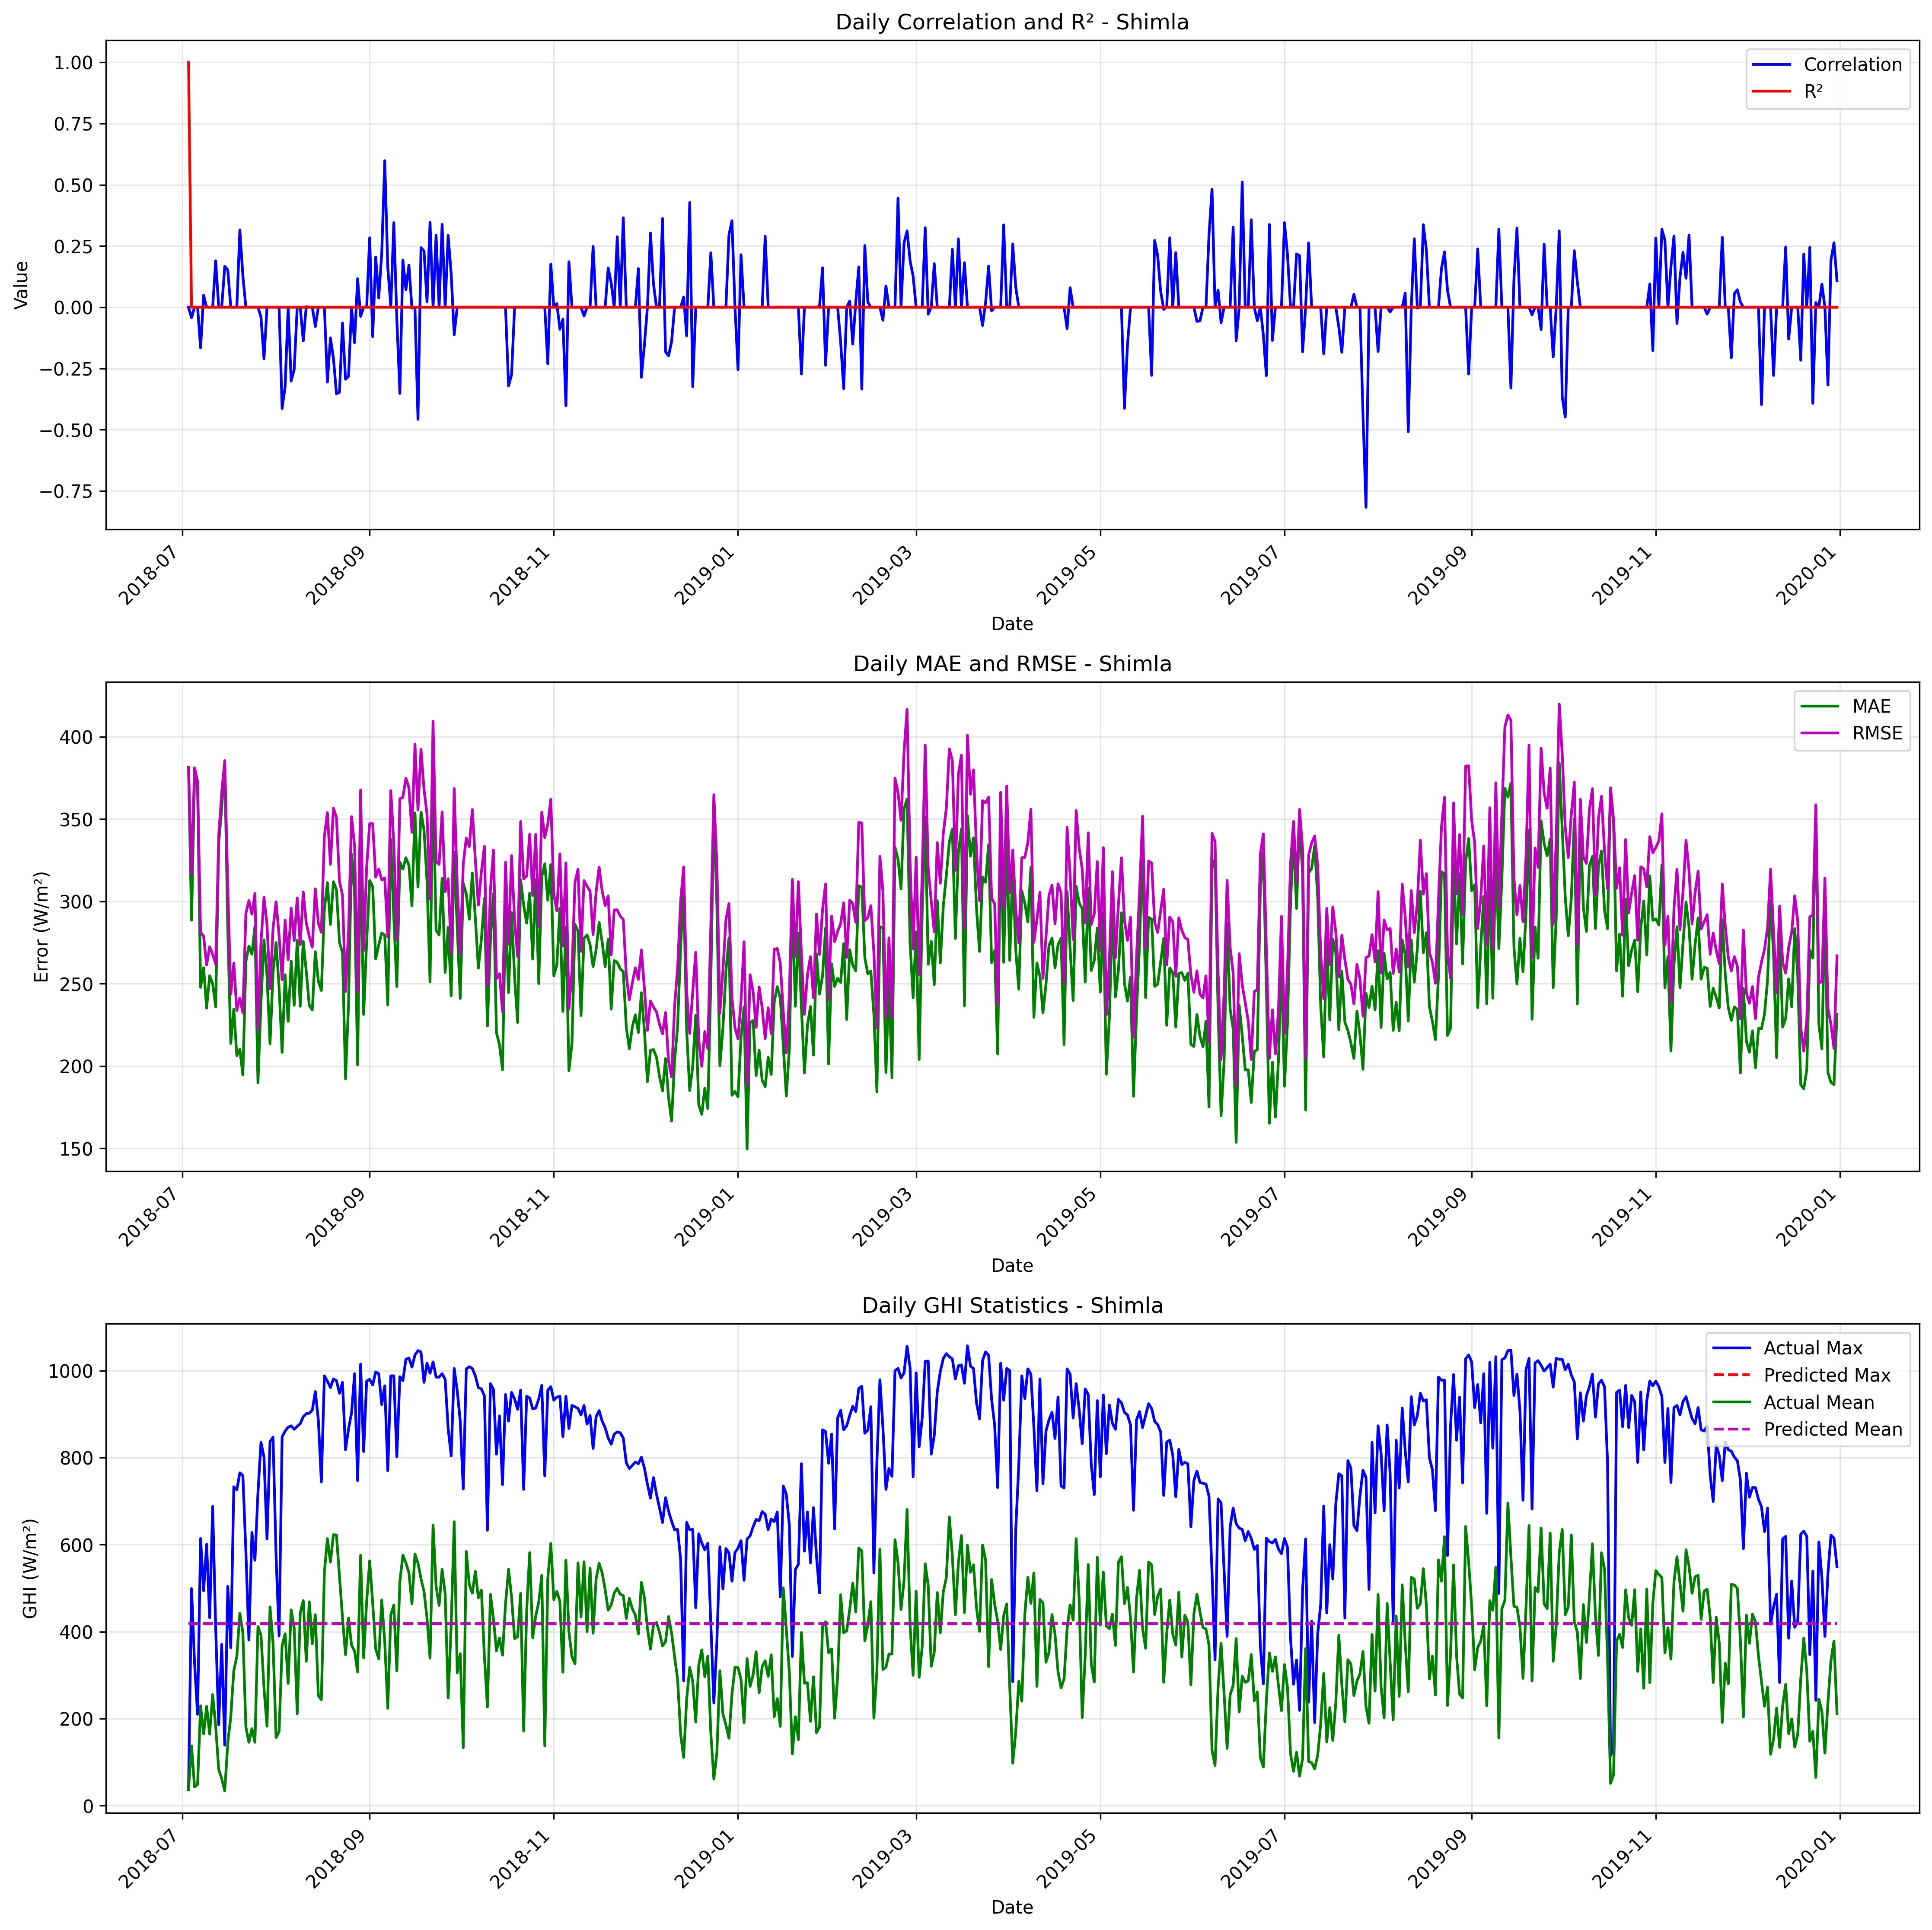 Daily Correlation and R² - Shimla
Correlation
R²
1.00
0.75
0.50
0.25
0.00
−0.25
−0.50
−0.75
Value
2018-07
2018-09
2018-11
2019-01
2019-03
2019-05
2019-07
2019-09
2019-11
2020-01
Date
Daily MAE and RMSE - Shimla
MAE
RMSE
400
350
300
250
200
150
Error (W/m²)
2018-07
2018-09
2018-11
2019-01
2019-03
2019-05
2019-07
2019-09
2019-11
2020-01
Date
Daily GHI Statistics - Shimla
Actual Max
Predicted Max
Actual Mean
Predicted Mean
1000
800
600
400
200
0
GHI (W/m²)
2018-07
2018-09
2018-11
2019-01
2019-03
2019-05
2019-07
2019-09
2019-11
2020-01
Date